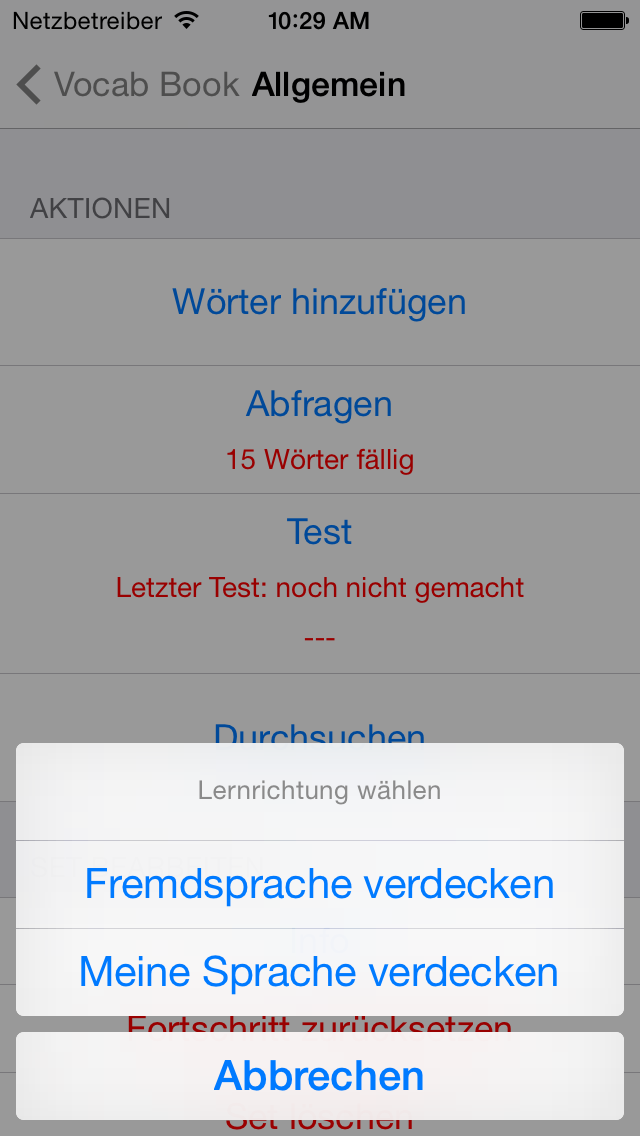 Netzbetreiber 10:29 AM
Vocab Book Allgemein
AKTIONEN
Wörter hinzufügen
Abfragen
15 Wörter fällig
Test
Letzter Test: noch nicht gemacht
---
Durchsuchen
Lernrichtung wählen
Fremdsprache verdecken
Info
Meine Sprache verdecken
Fortschritt zurücksetzen
Abbrechen
Set löschen